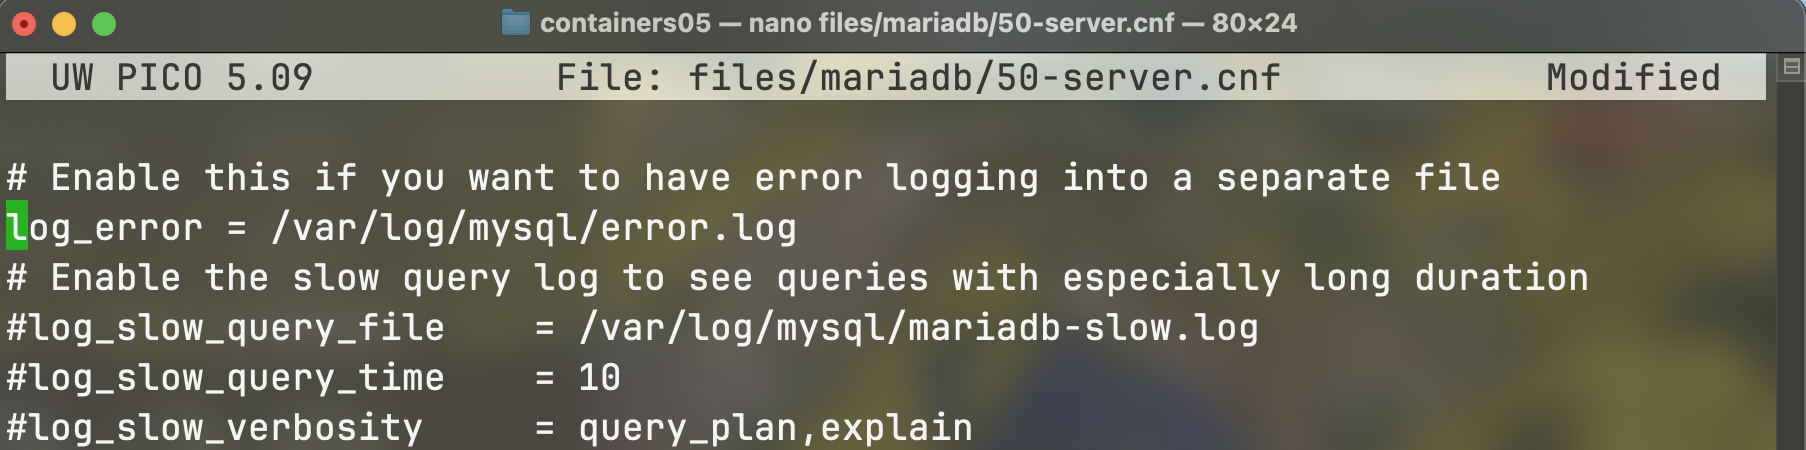 containers05 — nano files/mariadb/50-server.cnf — 80×24
UW PICO 5.09 File: files/mariadb/50-server.cnf Modified
# Enable this if you want to have error logging into a separate file
log_error = /var/log/mysql/error.log
# Enable the slow query log to see queries with especially long duration
#log_slow_query_file    = /var/log/mysql/mariadb-slow.log
#log_slow_query_time    = 10
#log_slow_verbosity     = query_plan,explain